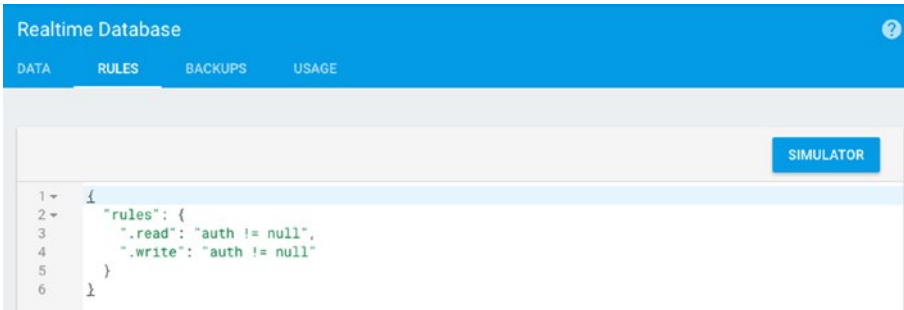 Realtime Database
?
DATA RULES BACKUPS USAGE
SIMULATOR
1 {
2 "rules": {
3 ".read": "auth != null",
4 ".write": "auth != null"
5 }
6 }